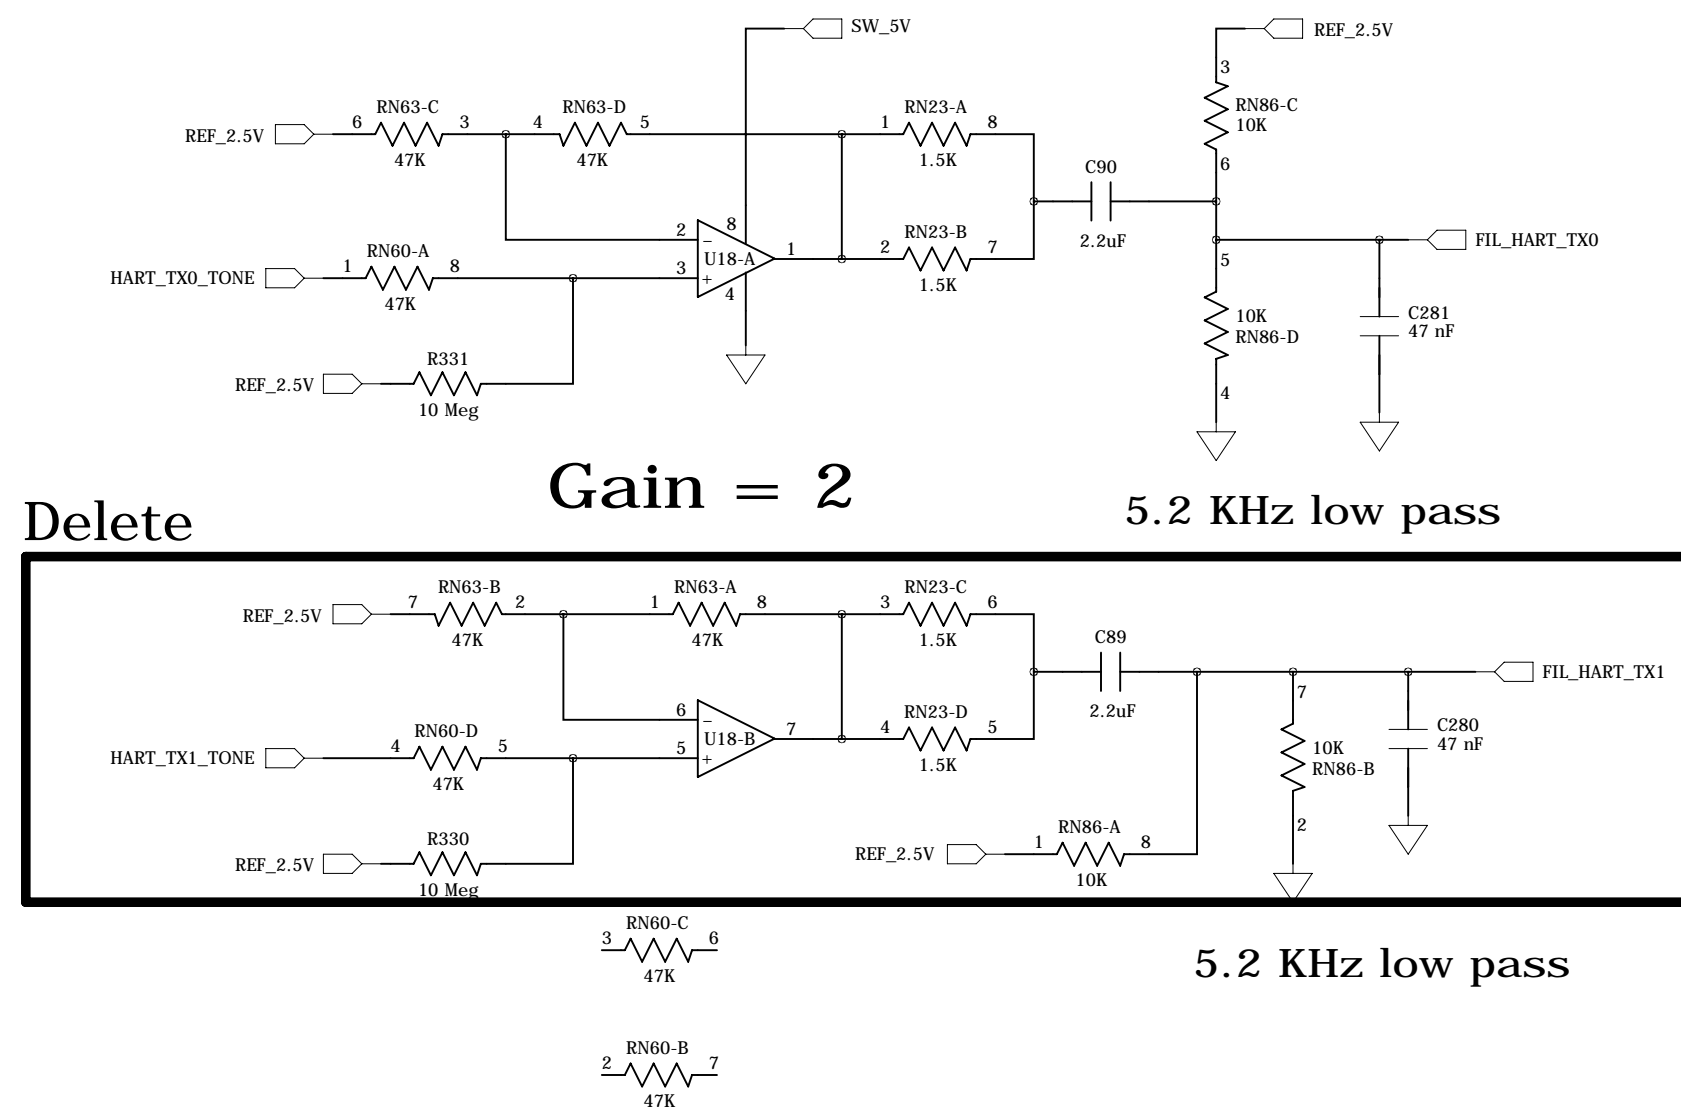 SW_5V
REF_2.5V
3
RN86-C
10K
6
RN63-C
RN63-D
RN23-A
REF_2.5V
6
3
4
5
1
8
47K
47K
1.5K
C90
2.2uF
RN23-B
2
7
1.5K
2
8
U18-A
1
3
4
−
+
RN60-A
HART_TX0_TONE
1
8
47K
R331
REF_2.5V
10 Meg
FIL_HART_TX0
5
10K
RN86-D
4
C281
47 nF
Gain = 2
5.2 KHz low pass
Delete
RN63-B
RN63-A
RN23-C
REF_2.5V
7
2
1
8
3
6
47K
47K
1.5K
C89
2.2uF
FIL_HART_TX1
6
−
U18-B
7
5
+
RN23-D
4
5
1.5K
7
10K
RN86-B
2
C280
47 nF
RN60-D
HART_TX1_TONE
4
5
47K
R330
REF_2.5V
10 Meg
RN86-A
REF_2.5V
1
8
10K
RN60-C
3
6
47K
5.2 KHz low pass
RN60-B
2
7
47K